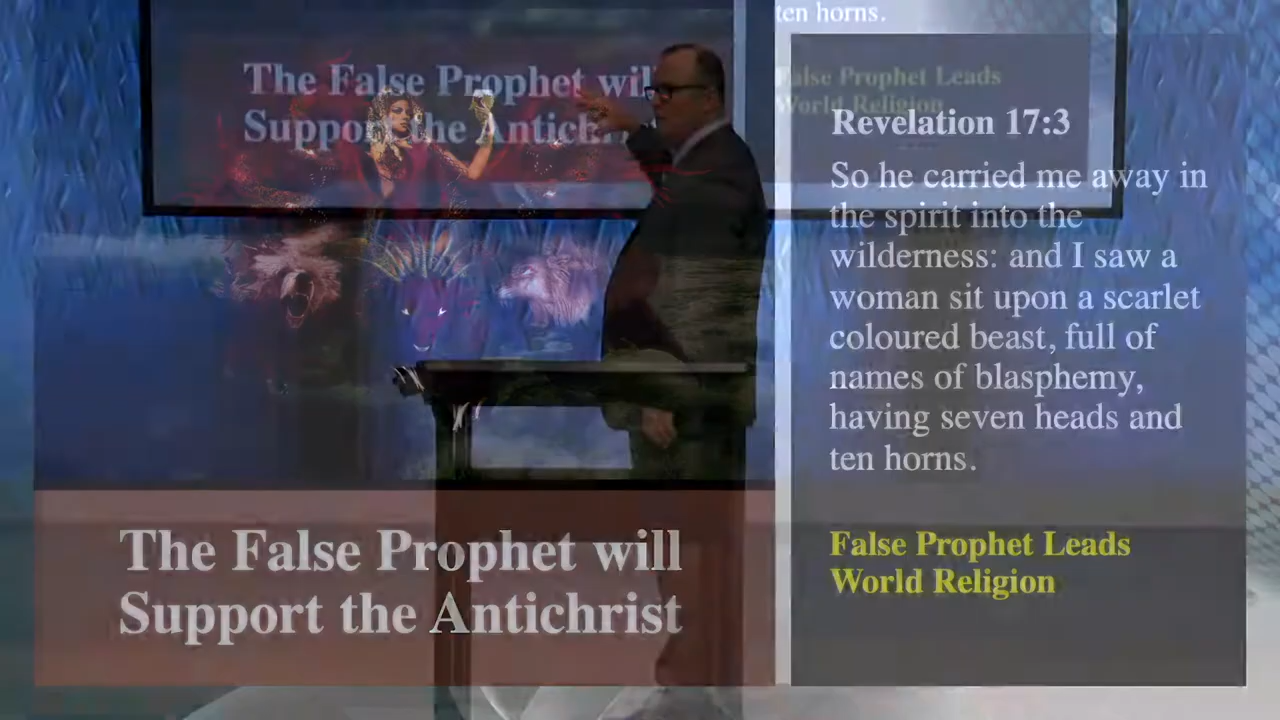 ten horns.
The False Prophet will
Support the Antichr
False Prophet Leads
World Religion
Revelation 17:3
So he carried me away in
the spirit into the
wilderness: and I saw a
woman sit upon a scarlet
coloured beast, full of
names of blasphemy,
having seven heads and
ten horns.
False Prophet Leads
World Religion
The False Prophet will
Support the Antichrist